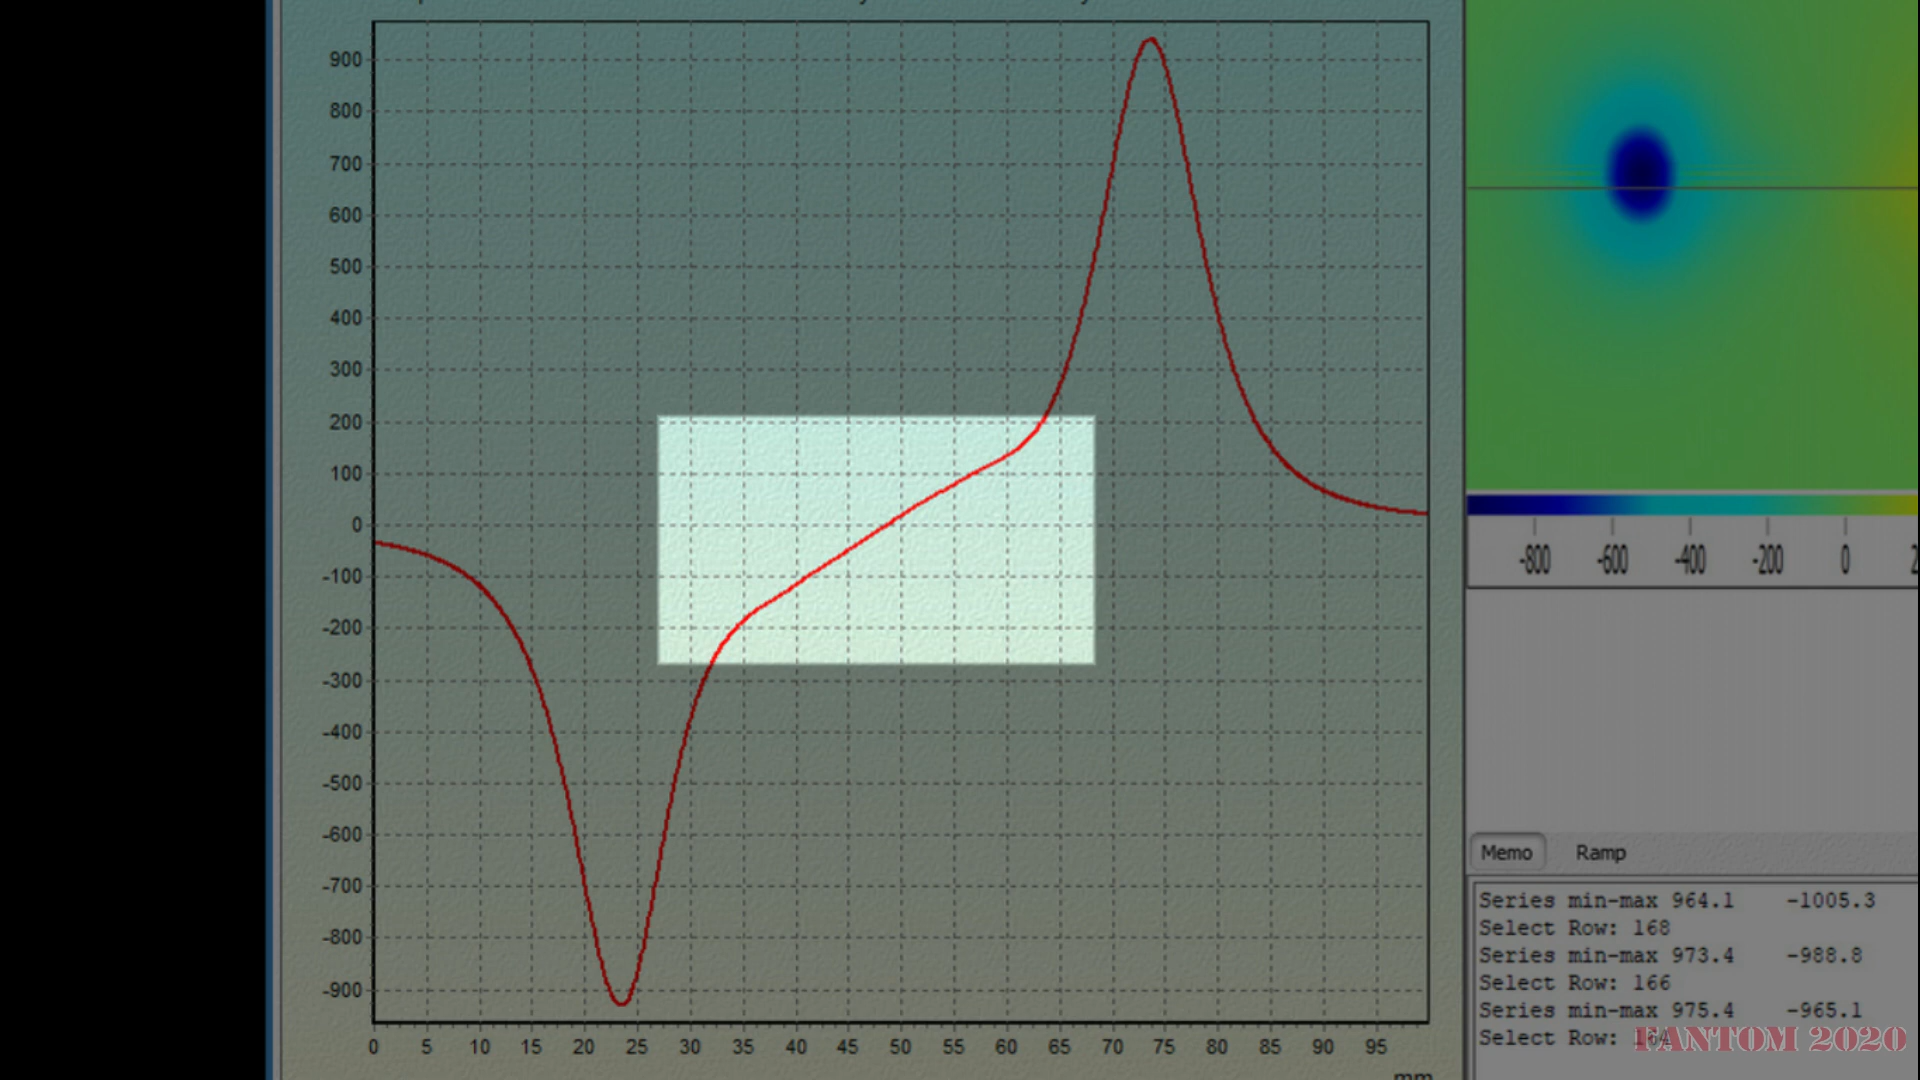 900
800
700
600
500
400
300
200
100
0
-100
-200
-300
-400
-500
-600
-700
-800
-900
0 5 10 15 20 25 30 35 40 45 50 55 60 65 70 75 80 85 90 95
mm
-800 -600 -400 -200 0
Memo Ramp
Series min-max 964.1 -1005.3
Select Row: 168
Series min-max 973.4 -988.8
Select Row: 166
Series min-max 975.4 -965.1
Select Row: 164
FANTOM 2020